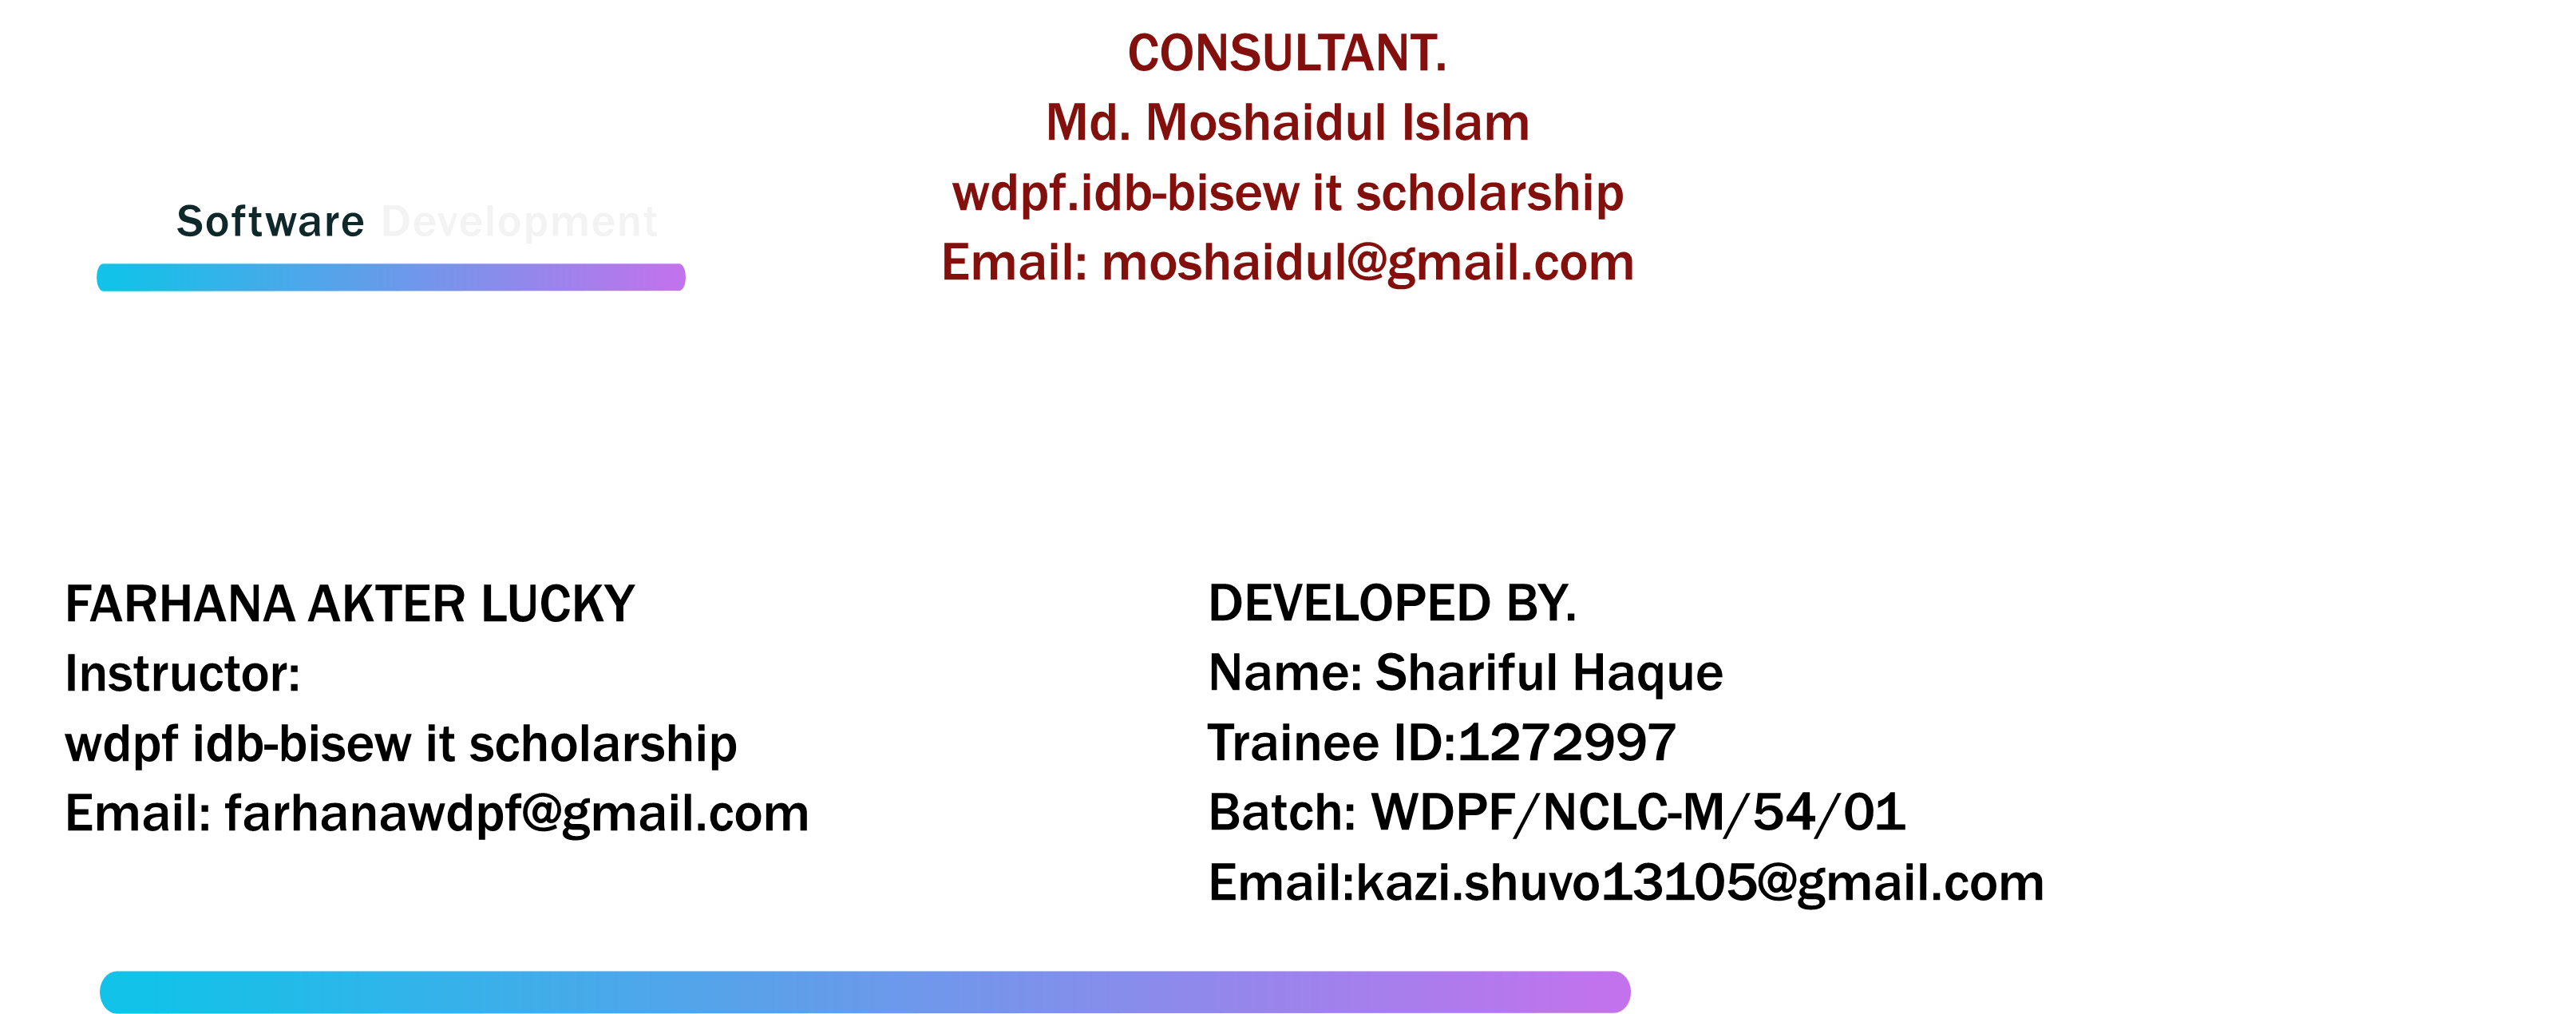 CONSULTANT.
Md. Moshaidul Islam
wdpf.idb-bisew it scholarship
Email: moshaidul@gmail.com
Software Development
FARHANA AKTER LUCKY
Instructor:
wdpf idb-bisew it scholarship
Email: farhanawdpf@gmail.com
DEVELOPED BY.
Name: Shariful Haque
Trainee ID:1272997
Batch: WDPF/NCLC-M/54/01
Email:kazi.shuvo13105@gmail.com